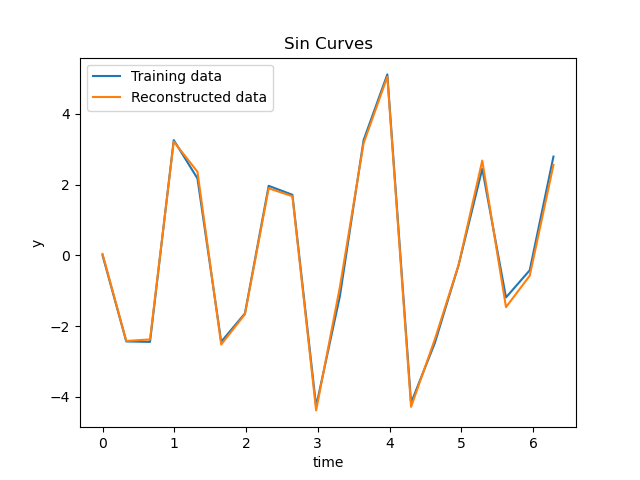 Sin Curves
Training data
Reconstructed data
y
4
2
0
−2
−4
0 1 2 3 4 5 6
time